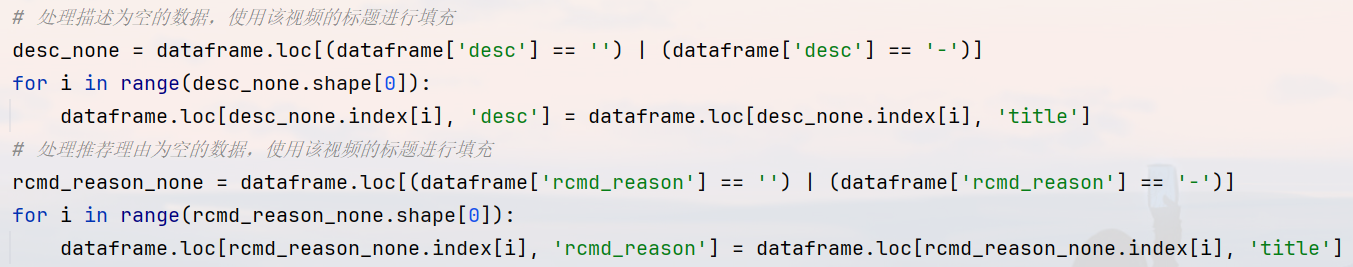 # 处理描述为空的数据，使用该视频的标题进行填充
desc_none = dataframe.loc[(dataframe['desc'] == '') | (dataframe['desc'] == '-')]
for i in range(desc_none.shape[0]):
    dataframe.loc[desc_none.index[i], 'desc'] = dataframe.loc[desc_none.index[i], 'title']
# 处理推荐理由为空的数据，使用该视频的标题进行填充
rcmd_reason_none = dataframe.loc[(dataframe['rcmd_reason'] == '') | (dataframe['rcmd_reason'] == '-')]
for i in range(rcmd_reason_none.shape[0]):
    dataframe.loc[rcmd_reason_none.index[i], 'rcmd_reason'] = dataframe.loc[rcmd_reason_none.index[i], 'title']